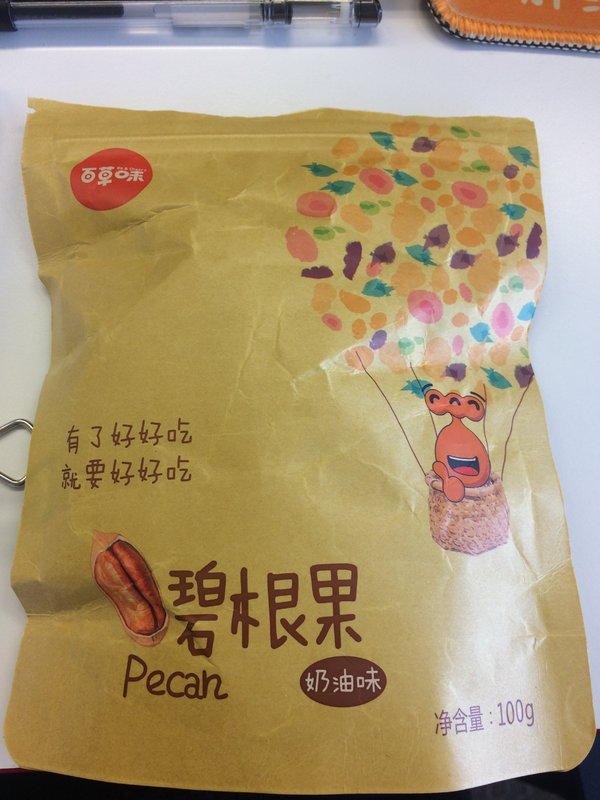 百草味
有了好好吃
就要好好吃
碧根果
Pecan
奶油味
净含量:100g